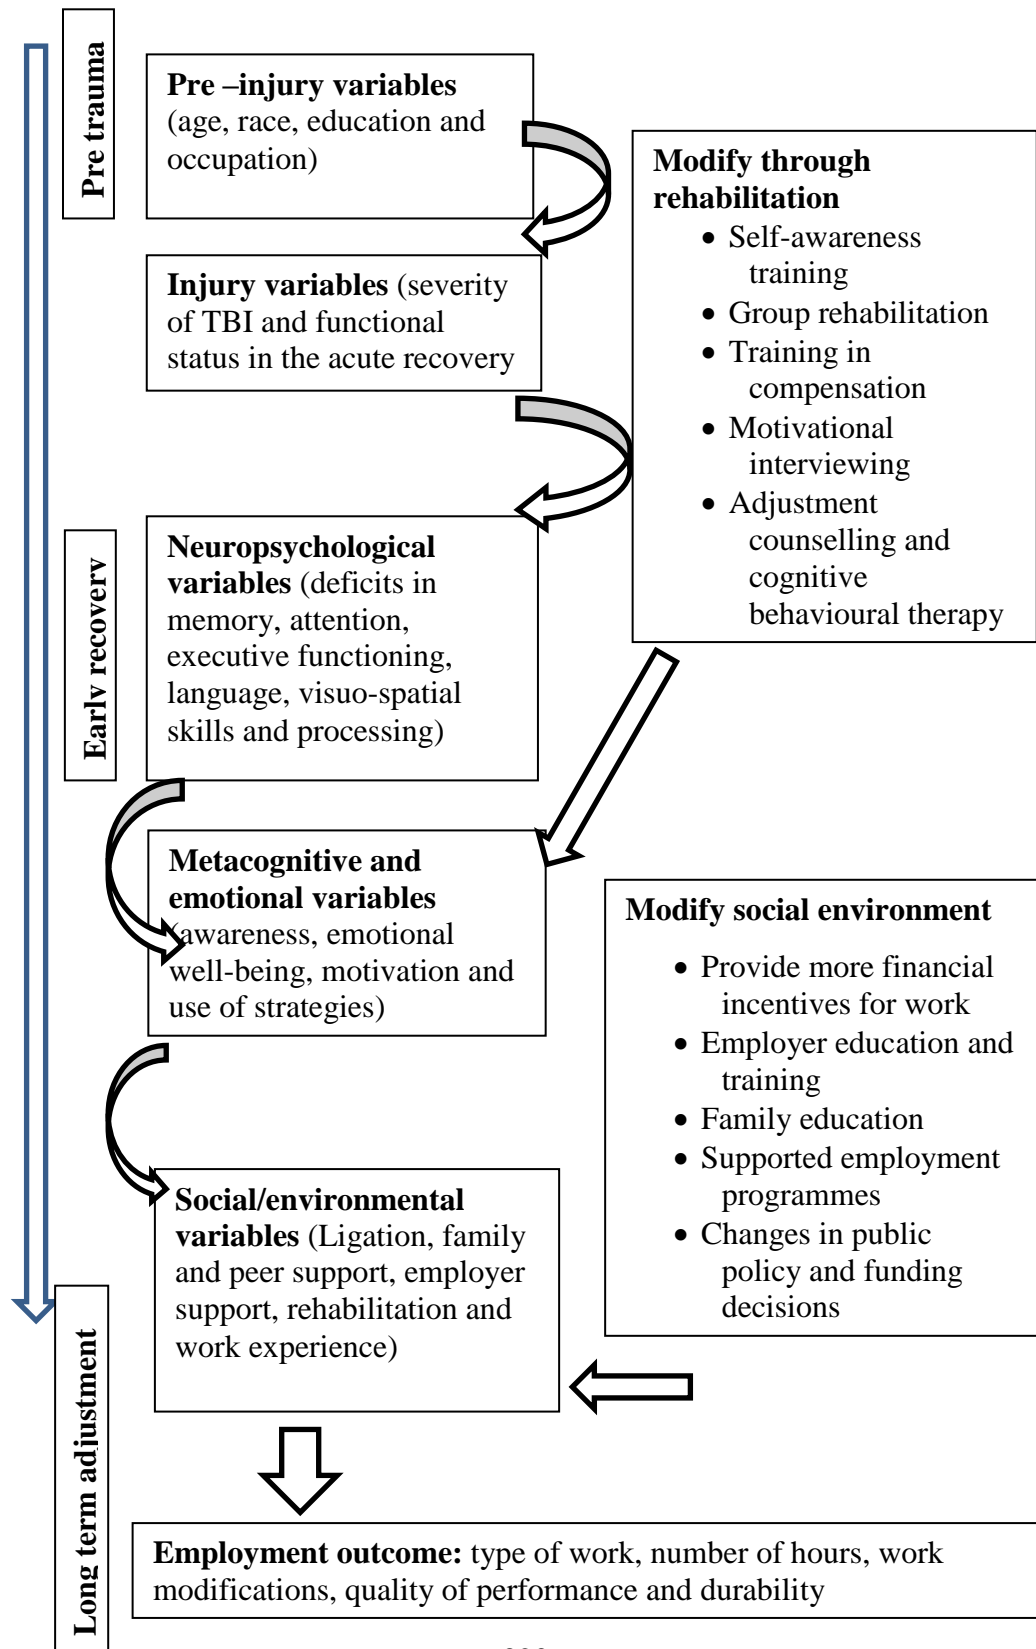 Pre trauma
Pre –injury variables
(age, race, education and
occupation)
Injury variables (severity
of TBI and functional
status in the acute recovery
Modify through
rehabilitation
• Self-awareness
training
• Group rehabilitation
• Training in
compensation
• Motivational
interviewing
• Adjustment
counselling and
cognitive
behavioural therapy
Early recovery
Neuropsychological
variables (deficits in
memory, attention,
executive functioning,
language, visuo-spatial
skills and processing)
Metacognitive and
emotional variables
(awareness, emotional
well-being, motivation and
use of strategies)
Modify social environment
• Provide more financial
incentives for work
• Employer education and
training
• Family education
• Supported employment
programmes
• Changes in public
policy and funding
decisions
Social/environmental
variables (Ligation, family
and peer support, employer
support, rehabilitation and
work experience)
Long term adjustment
Employment outcome: type of work, number of hours, work
modifications, quality of performance and durability